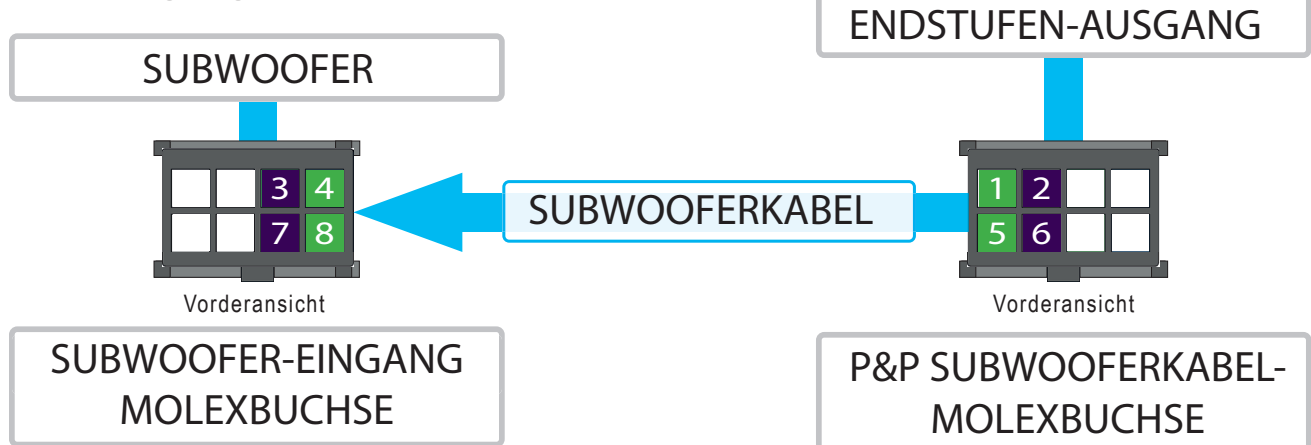 ENDSTUFEN-AUSGANG
SUBWOOFER
3 4
7 8
SUBWOOFERKABEL
1 2
5 6
Vorderansicht
Vorderansicht
SUBWOOFER-EINGANG
MOLEXBUCHSE
P&P SUBWOOFERKABEL-
MOLEXBUCHSE